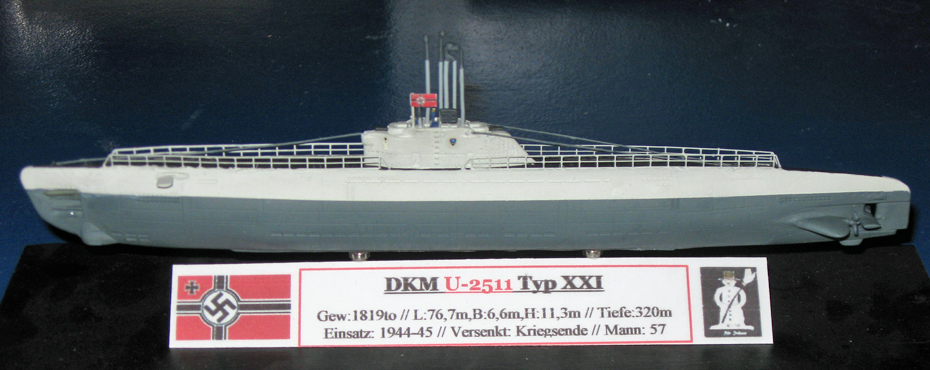 DKM U-2511 Typ XXI
Gew:1819to // L:76,7m,B:6,6m,H:11,3m // Tiefe:320m
Einsatz: 1944-45 // Versenkt: Kriegsende // Mann: 57